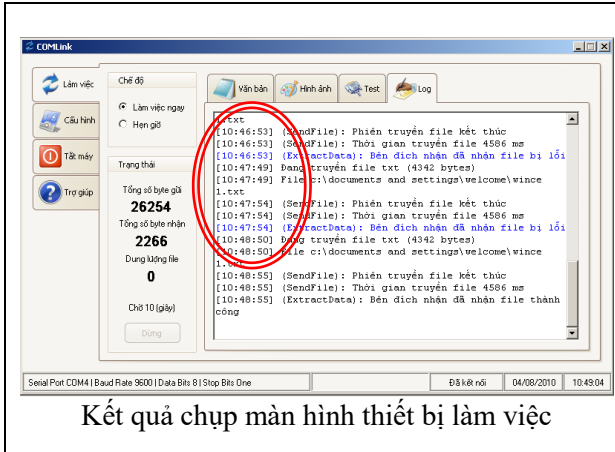 COMLink
Làm việc
Cấu hình
Tắt máy
Trợ giúp
Chế độ
Làm việc ngay
Hẹn giờ
Trạng thái
Tổng số byte gửi
26254
Tổng số byte nhận
2266
Dung lượng file
0
Chờ 10 (giây)
Dừng
Văn bản
Hình ảnh
Test
Log
1.txt
[10:46:53] (SendFile): Phiên truyền file kết thúc
[10:46:53] (SendFile): Thời gian truyền file 4586 ms
[10:46:53] (ExtractData): Bên đích nhận đã nhận file bị lỗi
[10:47:49] Đang truyền file txt (4342 bytes)
[10:47:49] File c:\documents and settings\welcome\wince
1.txt
[10:47:54] (SendFile): Phiên truyền file kết thúc
[10:47:54] (SendFile): Thời gian truyền file 4586 ms
[10:47:54] (ExtractData): Bên đích nhận đã nhận file bị lỗi
[10:48:50] Đang truyền file txt (4342 bytes)
[10:48:50] File c:\documents and settings\welcome\wince
1.txt
[10:48:55] (SendFile): Phiên truyền file kết thúc
[10:48:55] (SendFile): Thời gian truyền file 4586 ms
[10:48:55] (ExtractData): Bên đích nhận đã nhận file thành
công
Serial Port COM4 | Baud Rate 9600 | Data Bits 8 | Stop Bits One
Đã kết nối
04/08/2010
10:49:04
Kết quả chụp màn hình thiết bị làm việc